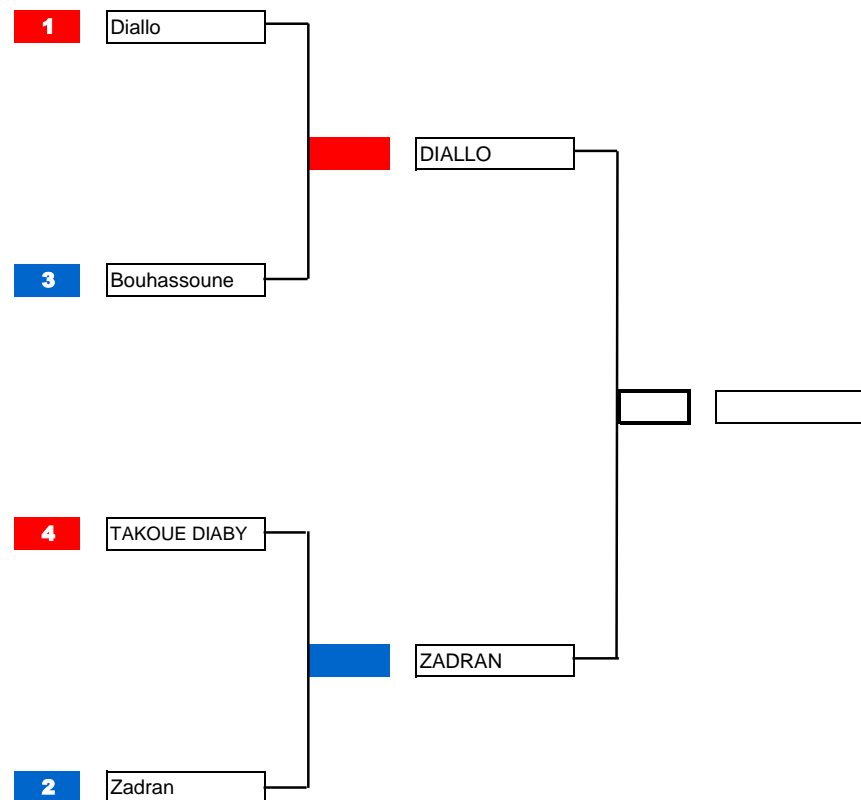 1 Diallo
DIALLO
3 Bouhassoune
4 TAKOUE DIABY
ZADRAN
2 Zadran